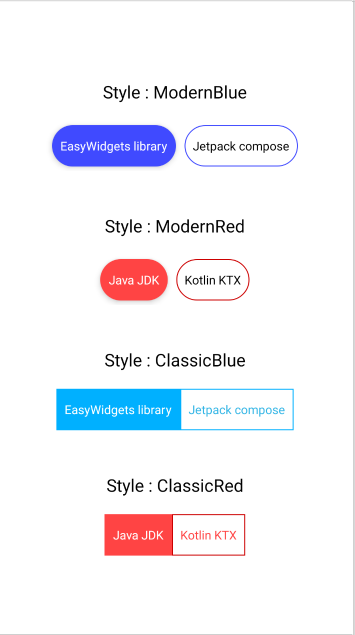 Style : ModernBlue
EasyWidgets library Jetpack compose
Style : ModernRed
Java JDK Kotlin KTX
Style : ClassicBlue
EasyWidgets library Jetpack compose
Style : ClassicRed
Java JDK Kotlin KTX